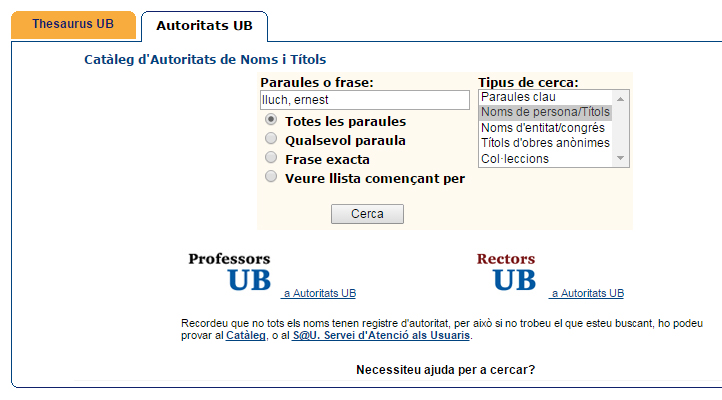 Thesaurus UB
Autoritats UB
Catàleg d'Autoritats de Noms i Títols
Paraules o frase:
lluch, ernest
Totes les paraules
Qualsevol paraula
Frase exacta
Veure llista començant per
Tipus de cerca:
Paraules clau
Noms de persona/Títols
Noms d'entitat/congrés
Títols d'obres anònimes
Col·leccions
Cerca
Professors
UB a Autoritats UB
Rectors
UB a Autoritats UB
Recordeu que no tots els noms tenen registre d'autoritat, per això si no trobeu el que esteu buscant, ho podeu
provar al Catàleg, o al S@U. Servei d'Atenció als Usuaris.
Necessiteu ajuda per a cercar?